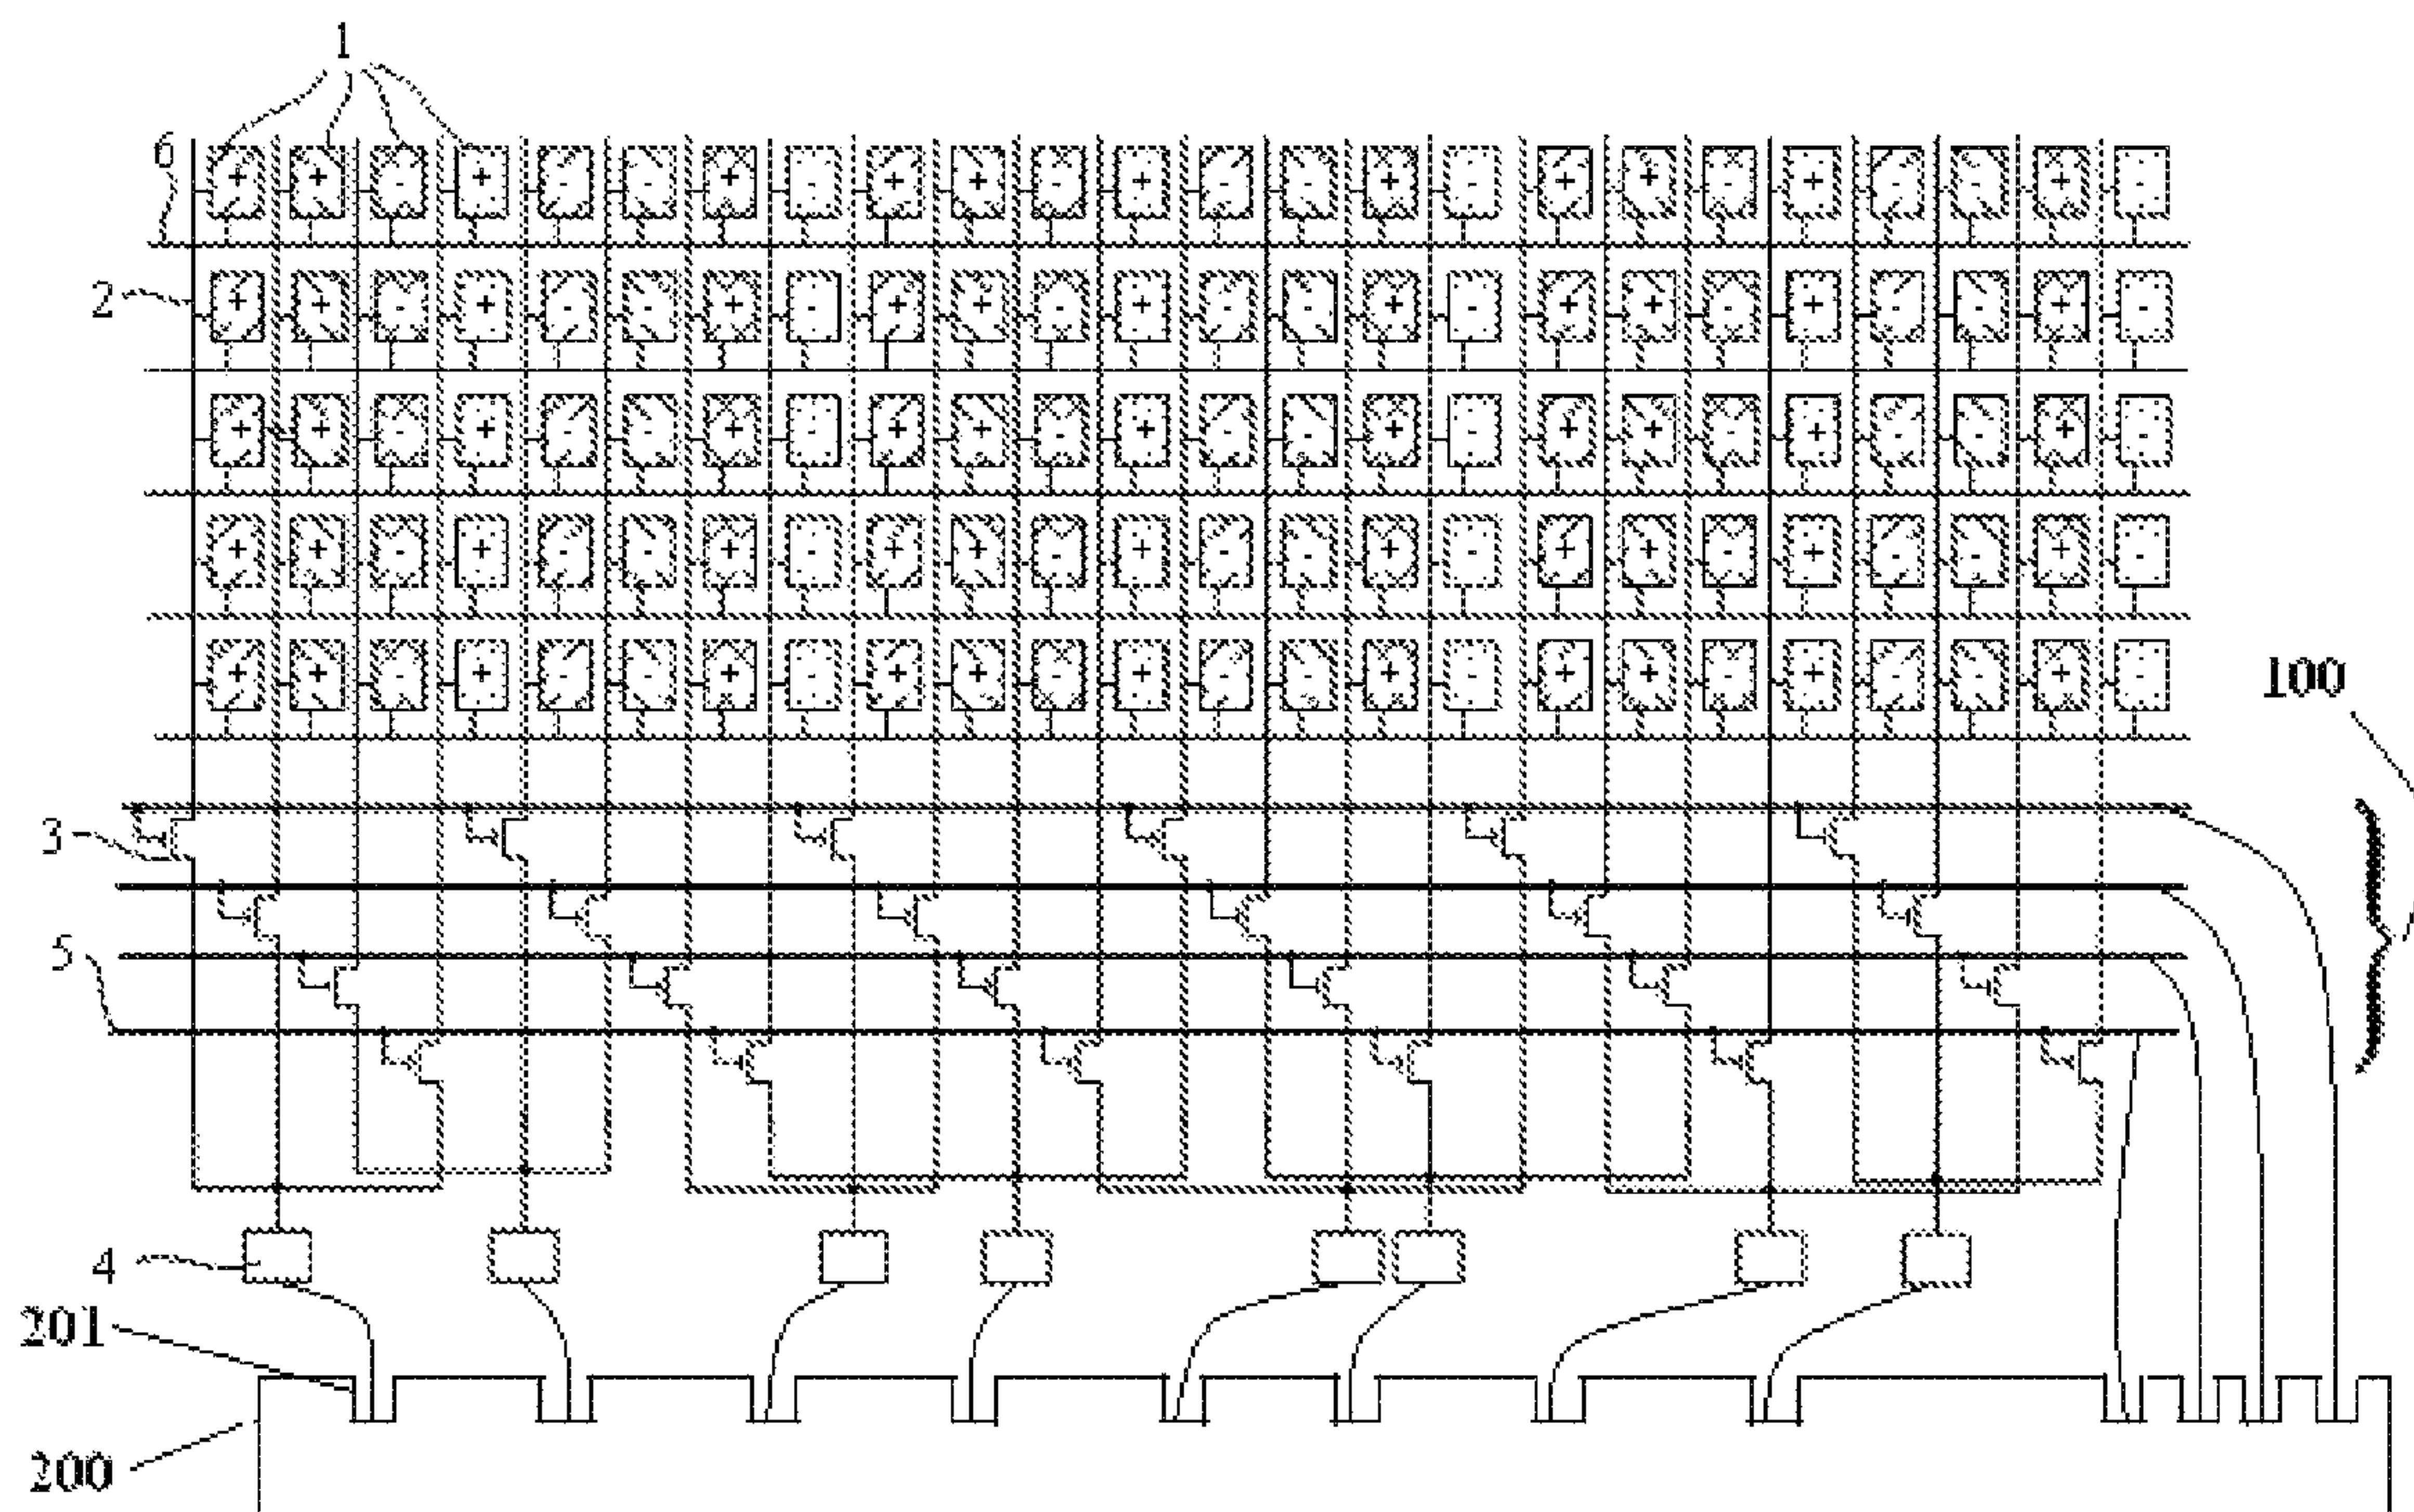 1
6
+ + - + - - + - + + - + - - + - + + - + - - + -
2
+ + - + - - + - + + - + - - + - + + - + - - + -
+ + - + - - + - + + - + - - + - + + - + - - + -
+ + - + - - + - + + - + - - + - + + - + - - + -
+ + - + - - + - + + - + - - + - + + - + - - + -
100
3
5
4
201
200